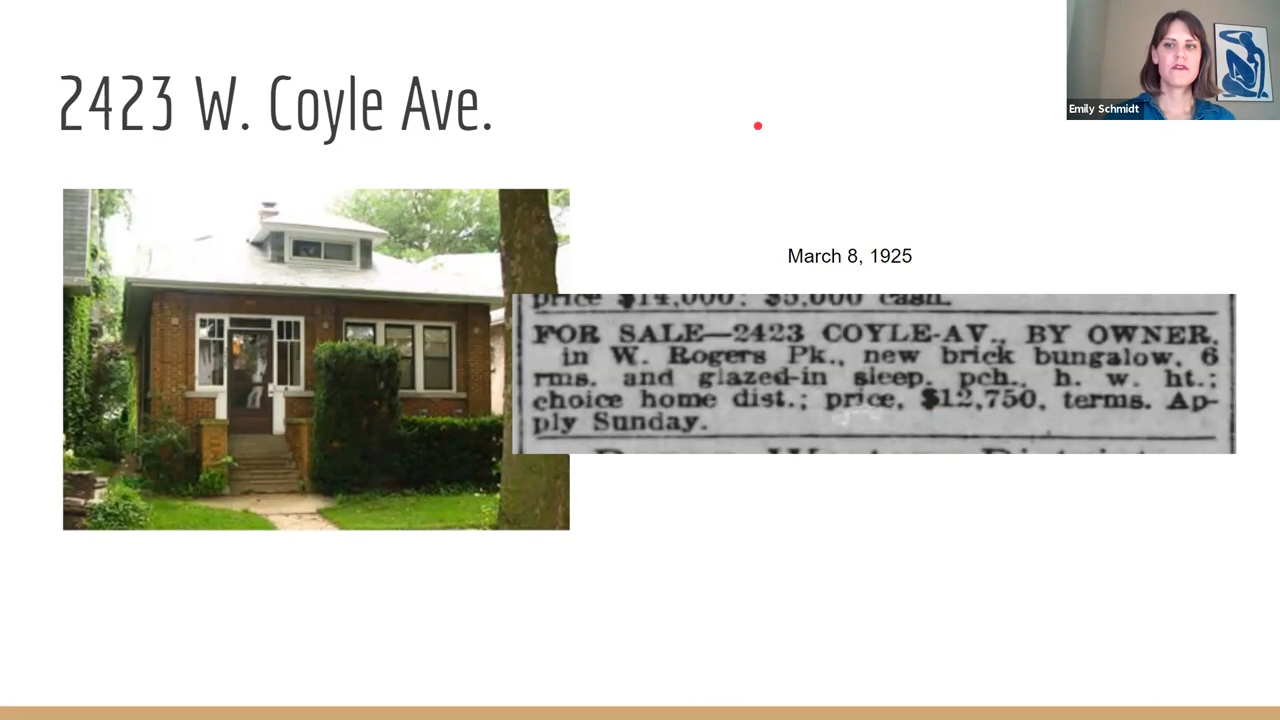 2423 W. Coyle Ave.
Emily Schmidt
March 8, 1925
price $14,000; $5,000 cash.
FOR SALE—2423 COYLE-AV., BY OWNER,
in W. Rogers Pk., new brick bungalow, 6
rms. and glazed-in sleep. pch., h. w. ht.;
choice home dist.; price, $12,750, terms. Ap-
ply Sunday.